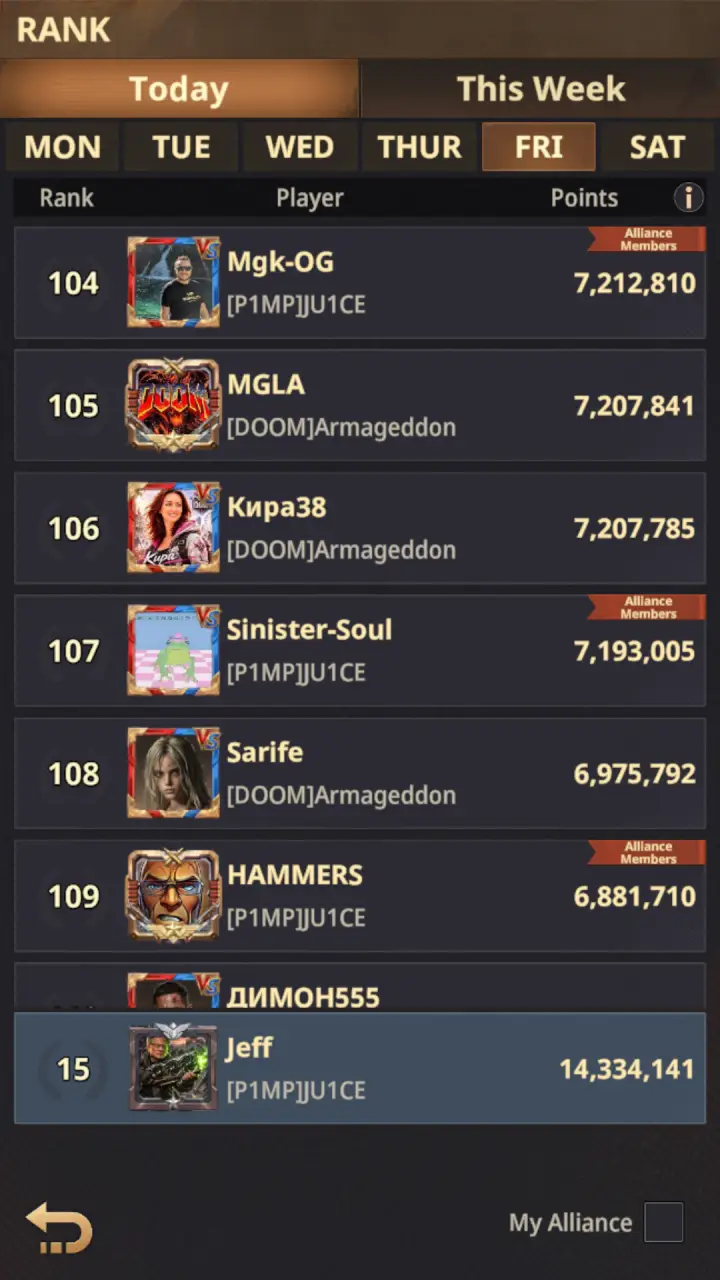 RANK
Today
This Week
MON
TUE
WED
THUR
FRI
SAT
Rank
Player
Points
Alliance
Members
104
Mgk-OG
[P1MP]JU1CE
7,212,810
105
DOOM
MGLA
[DOOM]Armageddon
7,207,841
106
Кира38
[DOOM]Armageddon
7,207,785
Кира
Alliance
Members
107
Sinister-Soul
[P1MP]JU1CE
7,193,005
108
Sarife
[DOOM]Armageddon
6,975,792
Alliance
Members
109
HAMMERS
[P1MP]JU1CE
6,881,710
ДИМОН555
15
Jeff
[P1MP]JU1CE
14,334,141
My Alliance